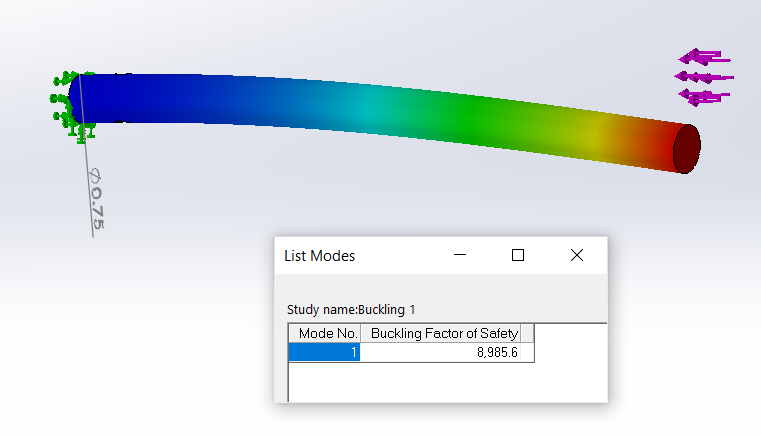 Φ0.75
List Modes
Study name:Buckling 1
Mode No. Buckling Factor of Safety
1 8,985.6